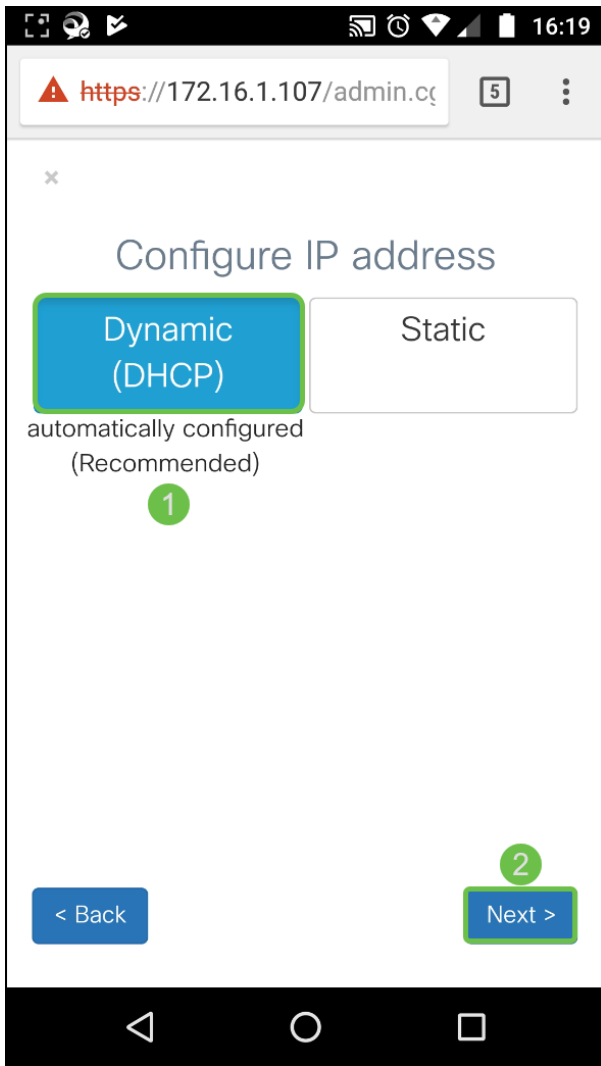 16:19
https://172.16.1.107/admin.cg
5
×
Configure IP address
Dynamic
(DHCP)
Static
automatically configured
(Recommended)
1
2
< Back
Next >